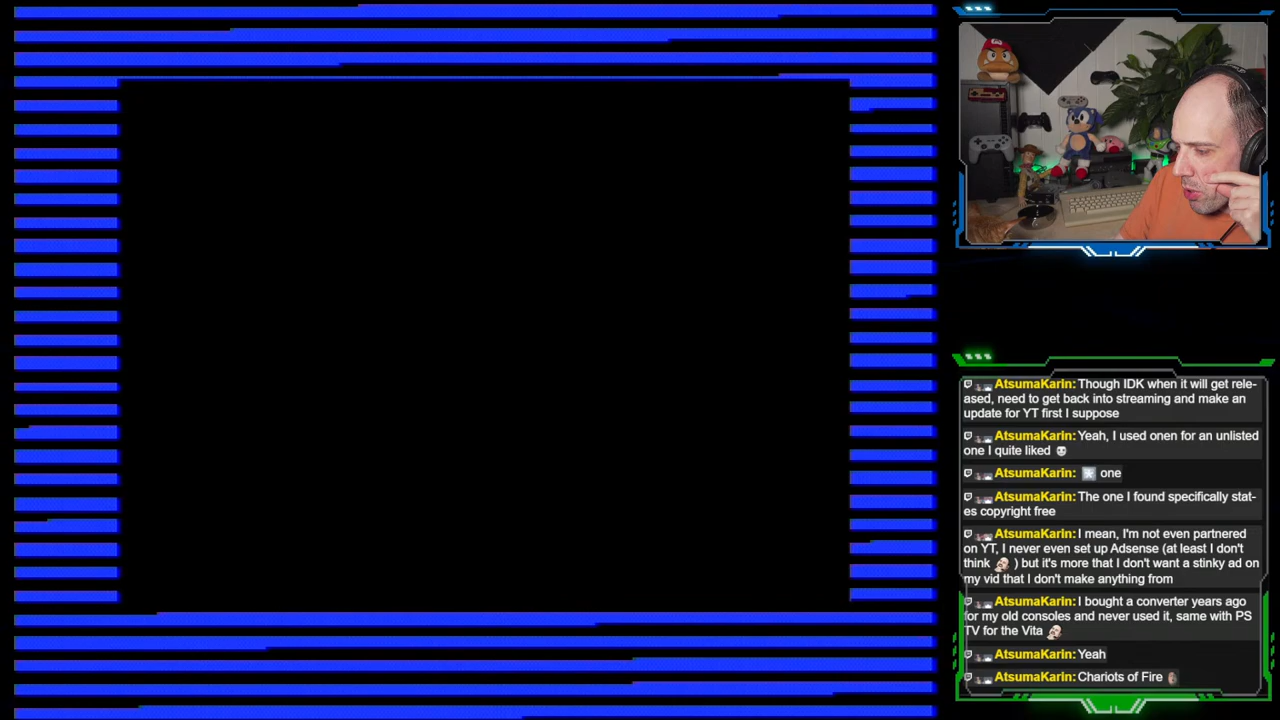 AtsumaKarin: Though IDK when it will get rele-
ased, need to get back into streaming and make an
update for YT first I suppose
AtsumaKarin: Yeah, I used onen for an unlisted
one I quite liked
AtsumaKarin: one
AtsumaKarin: The one I found specifically stat-
es copyright free
AtsumaKarin: I mean, I'm not even partnered
on YT, I never even set up Adsense (at least I don't
think ) but it's more that I don't want a stinky ad on
my vid that I don't make anything from
AtsumaKarin: I bought a converter years ago
for my old consoles and never used it, same with PS
TV for the Vita
AtsumaKarin: Yeah
AtsumaKarin: Chariots of Fire